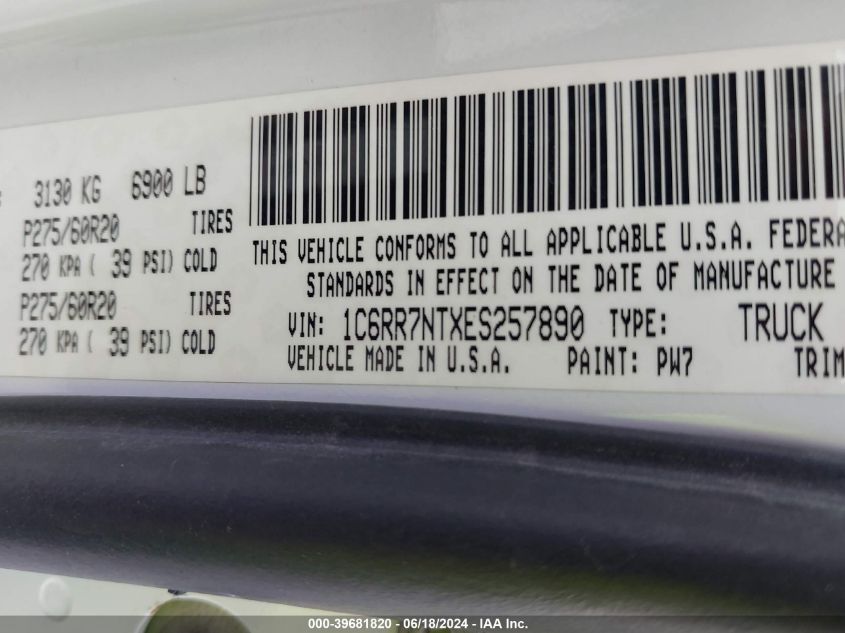 3130 KG 6900 LB
P275/60R20 TIRES
270 KPA ( 39 PSI) COLD
P275/60R20 TIRES
270 KPA ( 39 PSI) COLD
THIS VEHICLE CONFORMS TO ALL APPLICABLE U.S.A. FEDERA
STANDARDS IN EFFECT ON THE DATE OF MANUFACTURE
VIN: 1C6RR7NTXES257890 TYPE: TRUCK
VEHICLE MADE IN U.S.A. PAINT: PW7 TRIM
000-39681820 - 06/18/2024 - IAA Inc.